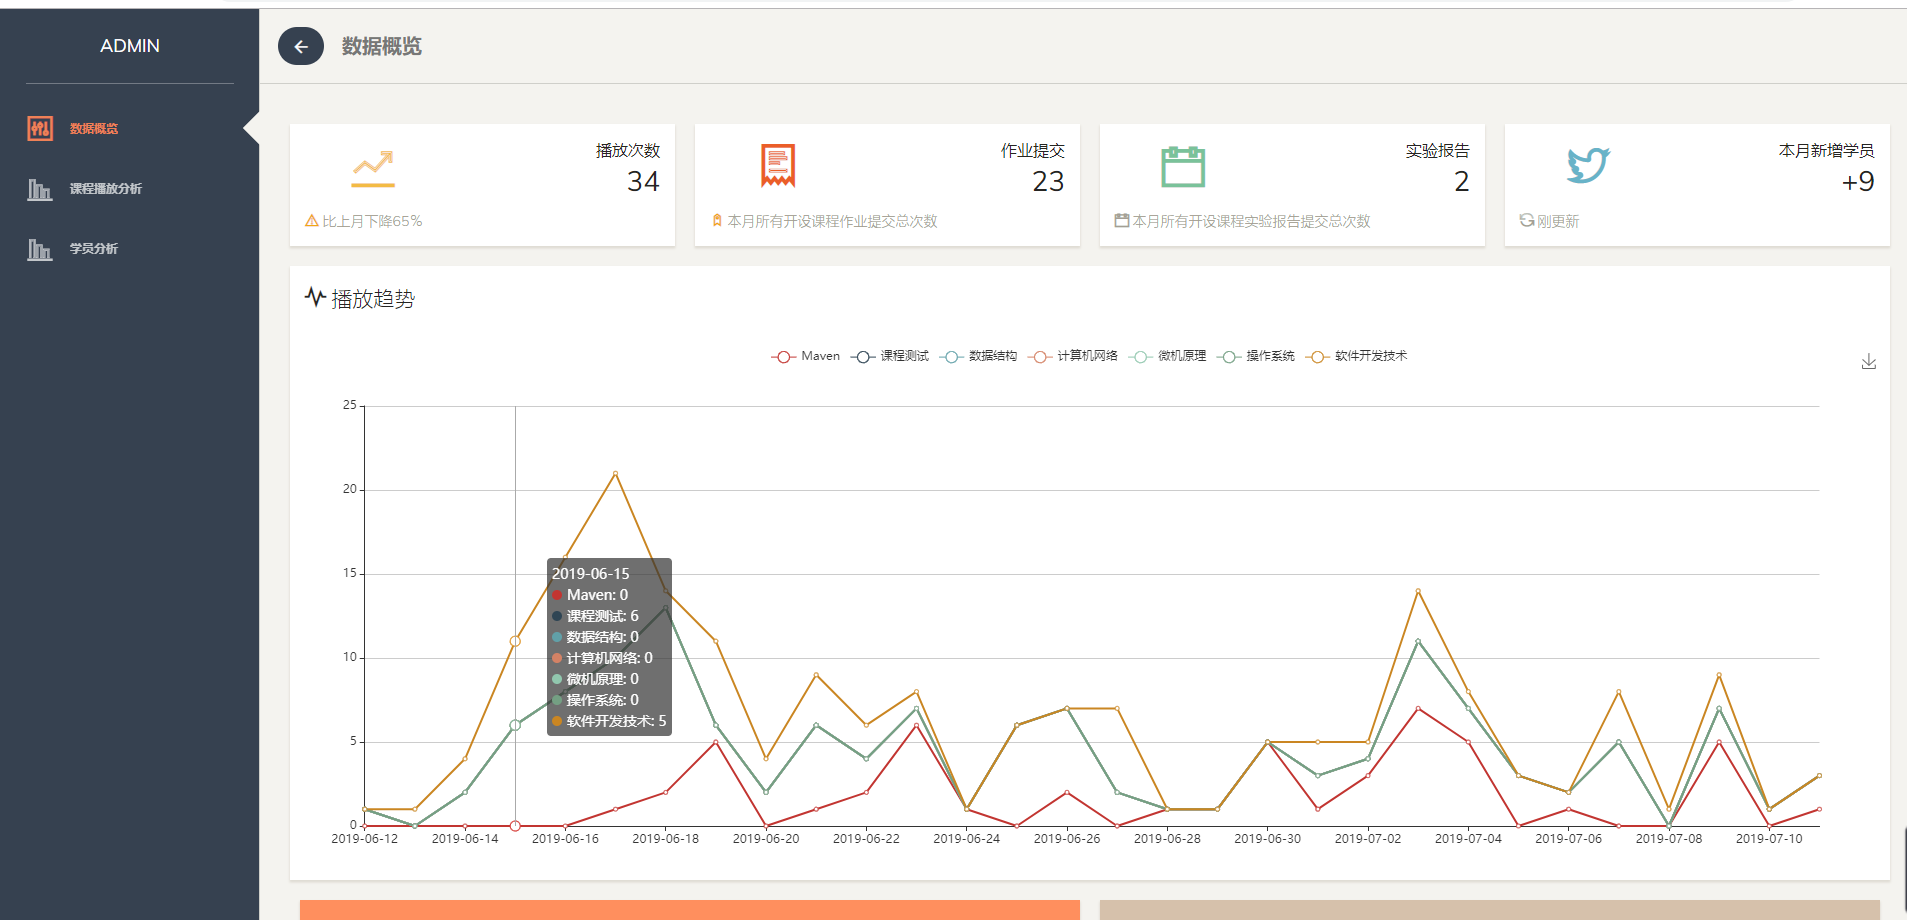 ADMIN
数据概览
课程播放分析
学员分析
数据概览
播放次数
34
比上月下降65%
作业提交
23
本月所有开设课程作业提交总次数
实验报告
2
本月所有开设课程实验报告提交总次数
本月新增学员
+9
刚更新
播放趋势
Maven 课程测试 数据结构 计算机网络 微机原理 操作系统 软件开发技术
25
20
15
10
5
0
2019-06-15
Maven: 0
课程测试: 6
数据结构: 0
计算机网络: 0
微机原理: 0
操作系统: 0
软件开发技术: 5
2019-06-12 2019-06-14 2019-06-16 2019-06-18 2019-06-20 2019-06-22 2019-06-24 2019-06-26 2019-06-28 2019-06-30 2019-07-02 2019-07-04 2019-07-06 2019-07-08 2019-07-10